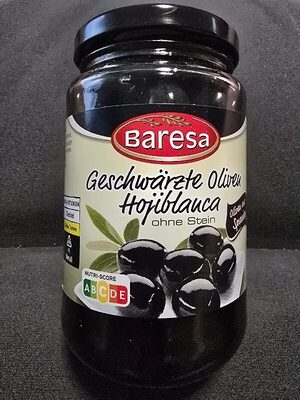 Baresa
Geschwärzte Oliven
Hojiblanca
ohne Stein
NUTRI-SCORE
A B C D E